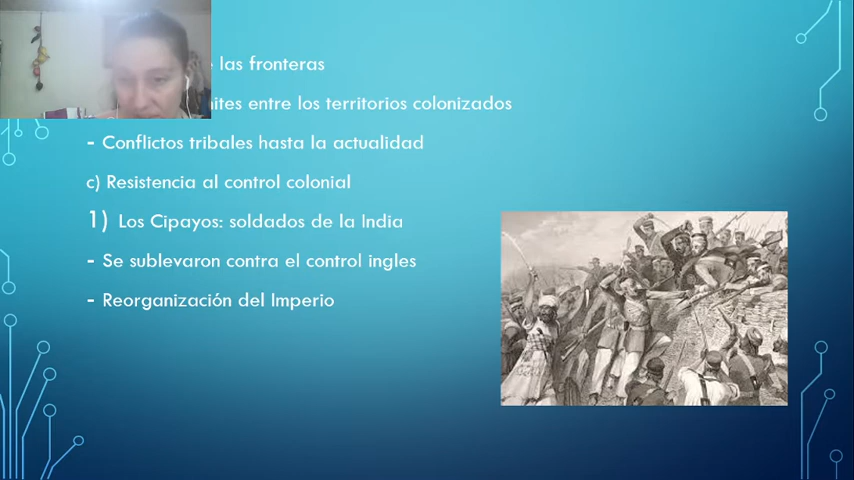 las fronteras
entre los territorios colonizados
- Conflictos tribales hasta la actualidad
c) Resistencia al control colonial
1) Los Cipayos: soldados de la India
- Se sublevaron contra el control ingles
- Reorganización del Imperio